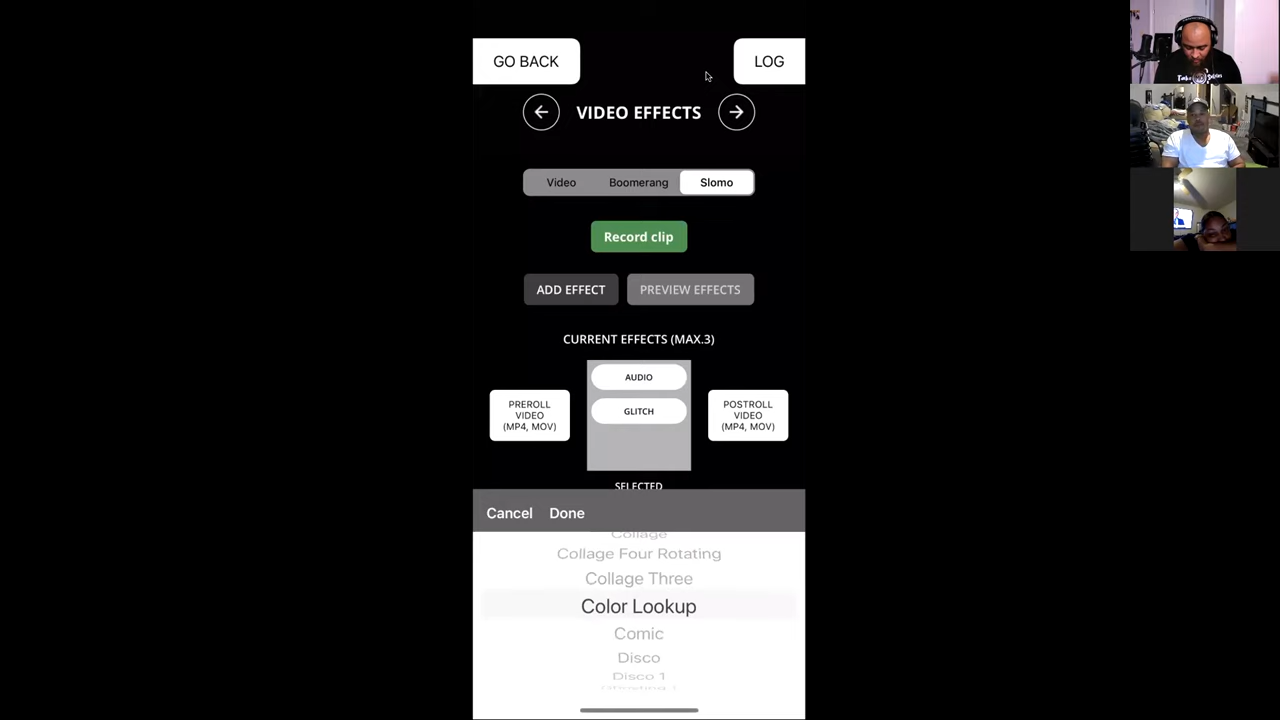 GO BACK
LOG
VIDEO EFFECTS
Video
Boomerang
Slomo
Record clip
ADD EFFECT
PREVIEW EFFECTS
CURRENT EFFECTS (MAX.3)
AUDIO
GLITCH
PREROLL
VIDEO
(MP4, MOV)
POSTROLL
VIDEO
(MP4, MOV)
SELECTED
Cancel
Done
Collage
Collage Four Rotating
Collage Three
Color Lookup
Comic
Disco
Disco 1